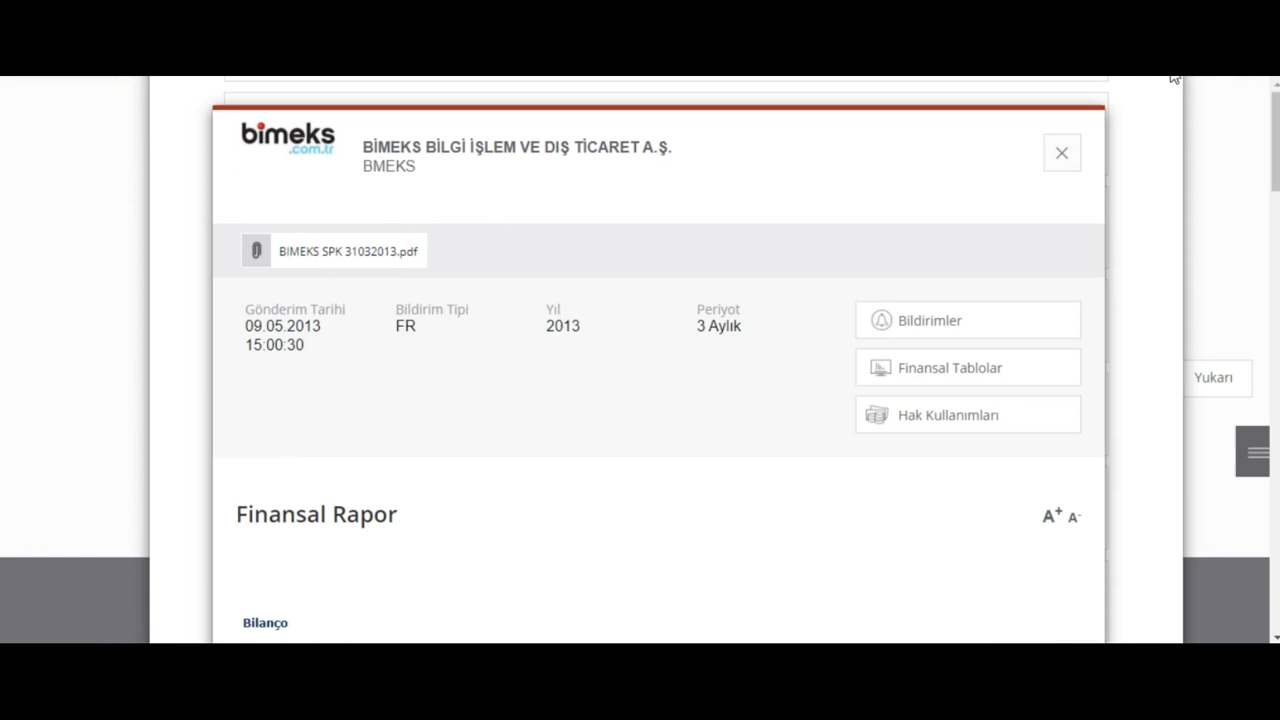 bimeks
.com.tr
BİMEKS BİLGİ İŞLEM VE DIŞ TİCARET A.Ş.
BMEKS
BIMEKS SPK 31032013.pdf
Gönderim Tarihi
09.05.2013
15:00:30
Bildirim Tipi
FR
Yıl
2013
Periyot
3 Aylık
Bildirimler
Finansal Tablolar
Hak Kullanımları
Yukarı
Finansal Rapor
A+ A-
Bilanço